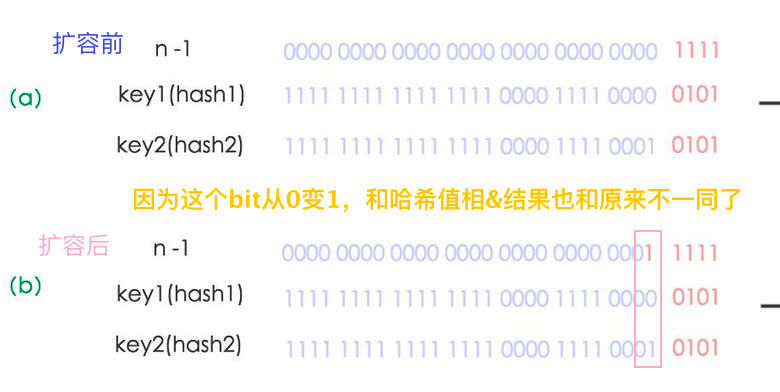 扩容前 n -1 0000 0000 0000 0000 0000 0000 0000 1111
(a) key1(hash1) 1111 1111 1111 1111 0000 1111 0000 0101
key2(hash2) 1111 1111 1111 1111 0000 1111 0001 0101
因为这个bit从0变1，和哈希值相&结果也和原来不一同了
扩容后 n -1 0000 0000 0000 0000 0000 0000 0001 1111
(b) key1(hash1) 1111 1111 1111 1111 0000 1111 0000 0101
key2(hash2) 1111 1111 1111 1111 0000 1111 0001 0101